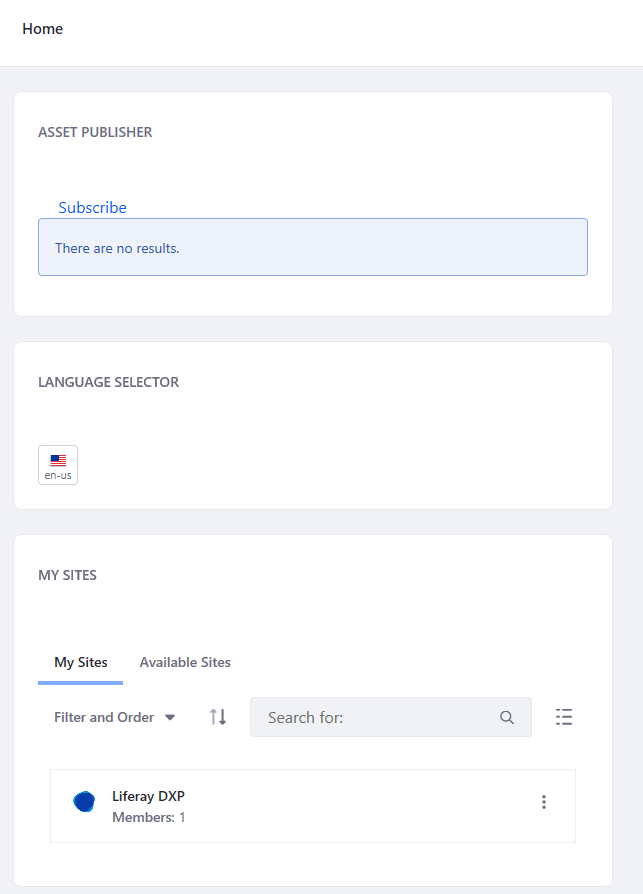 Home
ASSET PUBLISHER
Subscribe
There are no results.
LANGUAGE SELECTOR
en-us
MY SITES
My Sites Available Sites
Filter and Order Search for:
Liferay DXP
Members: 1